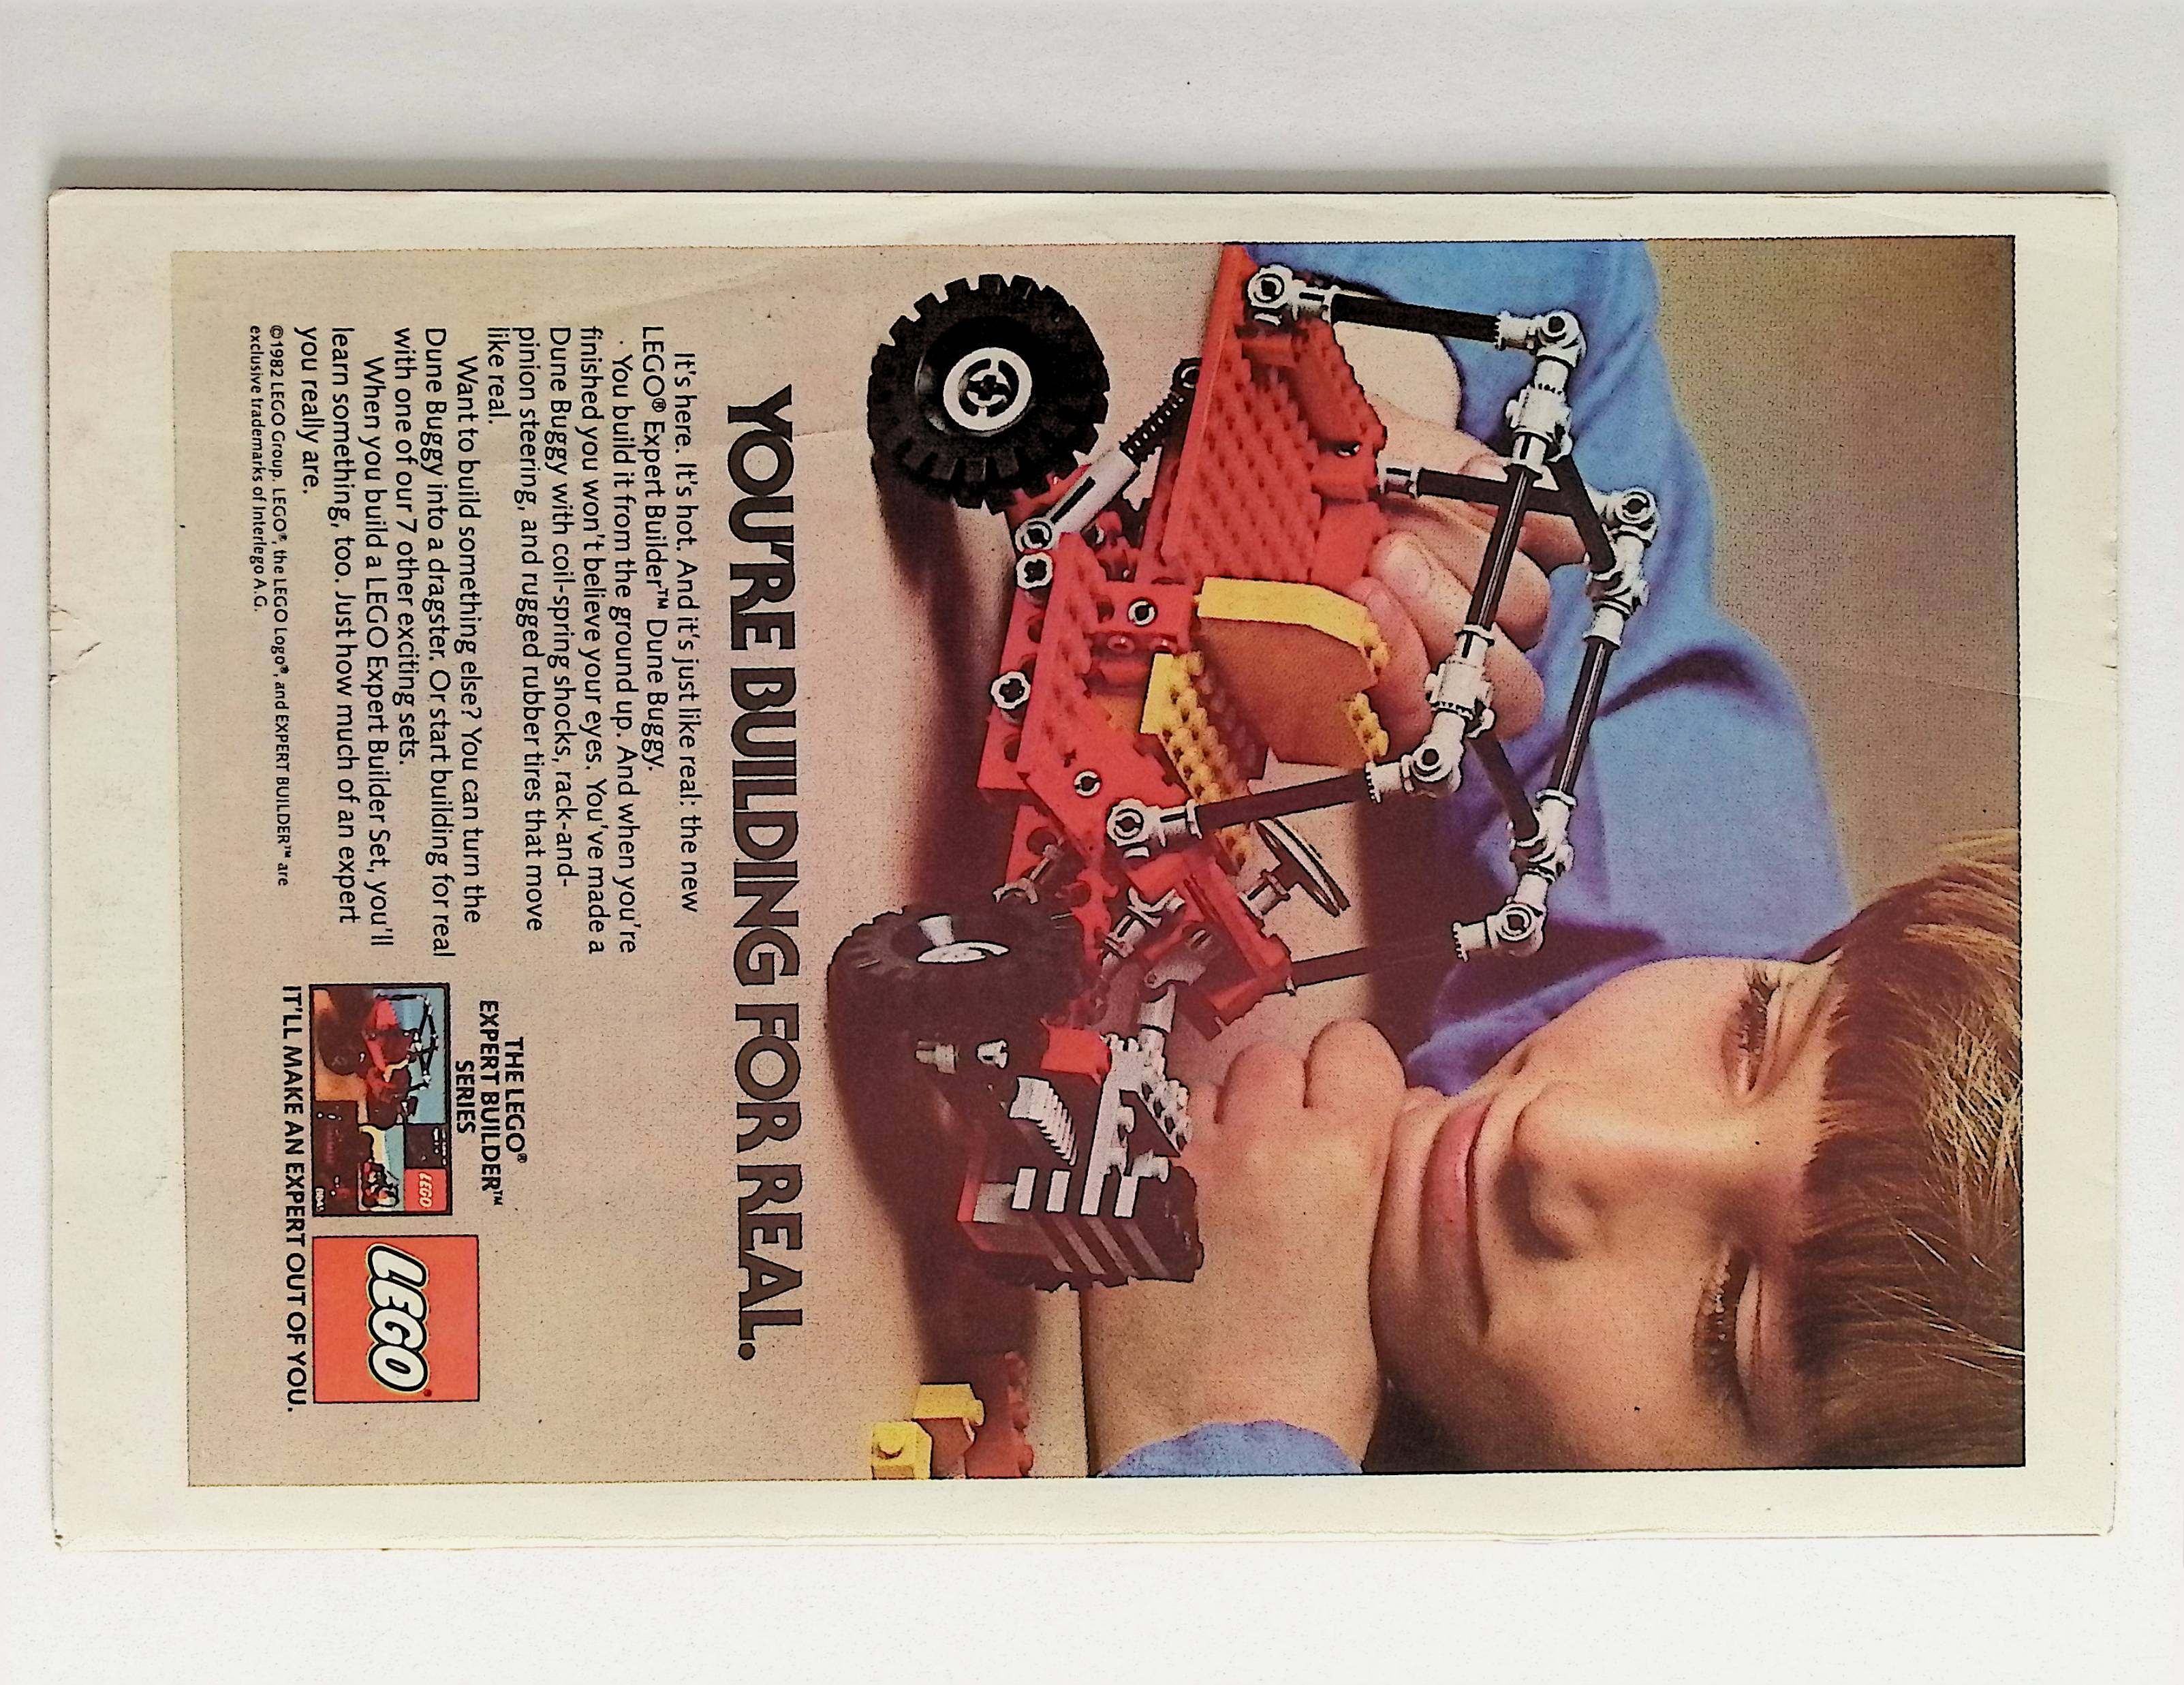 YOU'RE BUILDING FOR REAL.
It's here. It's hot. And it's just like real: the new
LEGO® Expert Builder™ Dune Buggy.
You build it from the ground up. And when you're
finished you won't believe your eyes. You've made a
Dune Buggy with coil-spring shocks, rack-and-
pinion steering, and rugged rubber tires that move
like real.
Want to build something else? You can turn the
Dune Buggy into a dragster. Or start building for real
with one of our 7 other exciting sets.
When you build a LEGO Expert Builder Set, you'll
learn something, too. Just how much of an expert
you really are.
©1982 LEGO Group. LEGO®, the LEGO Logo®, and EXPERT BUILDER™ are
exclusive trademarks of Interlego A.G.
THE LEGO®
EXPERT BUILDER™
SERIES
LEGO
LEGO®
IT'LL MAKE AN EXPERT OUT OF YOU.